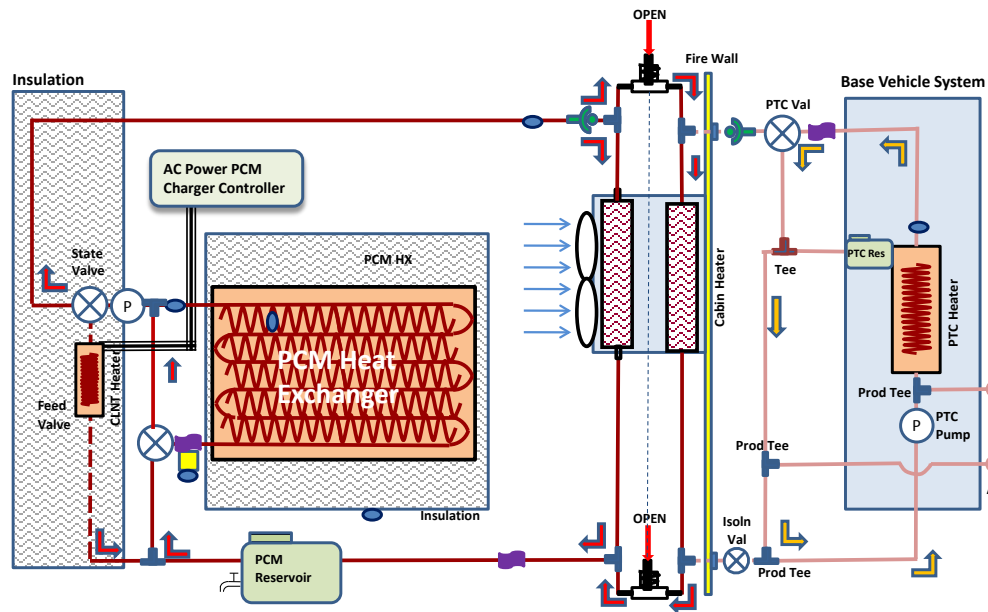 OPEN
Fire Wall
Insulation
Base Vehicle System
PTC Val
AC Power PCM
Charger Controller
State
Valve
PCM HX
P
Tee
PTC Res
Cabin Heater
PTC Heater
PCM Heat
Exchanger
CLNT Heater
Feed
Valve
Prod Tee
P
PTC
Pump
Prod Tee
Insulation
OPEN
Isoln
Val
PCM
Reservoir
Prod Tee